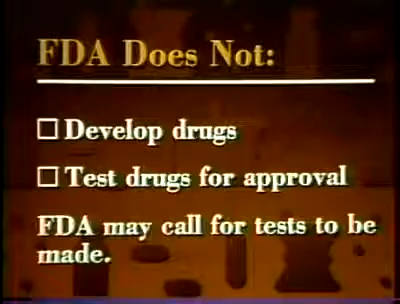 FDA Does Not:
☐ Develop drugs
☐ Test drugs for approval
FDA may call for tests to be
made.